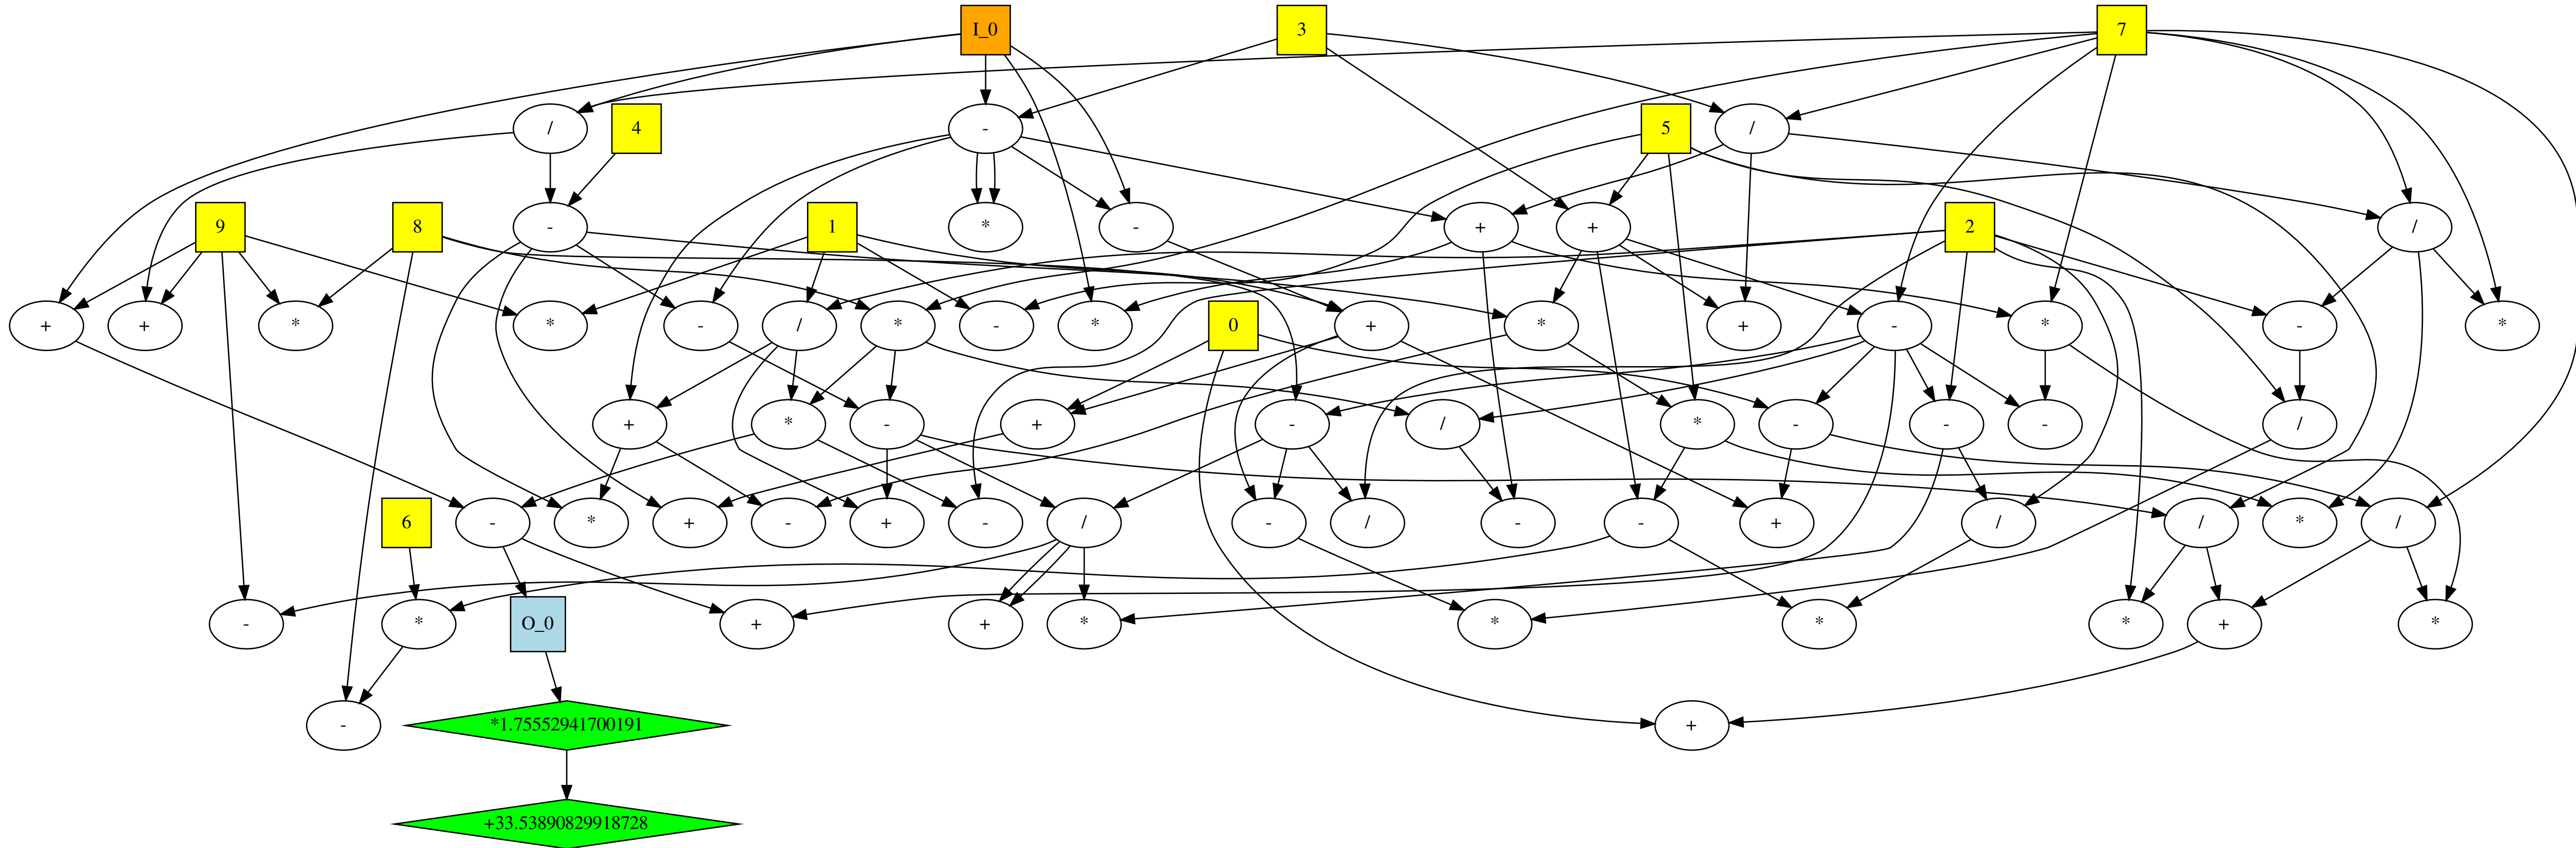 I_0 3 7
/ 4 - 5 /
9 8 - 1 * - + + 2 /
+ + * * - / * - * + * + - * - *
0
+ * - + - / * - - - /
6 - * + - + - / - / - - + / / * /
- * O_0 + + * * * * + *
- *1.75552941700191 +
+33.53890829918728